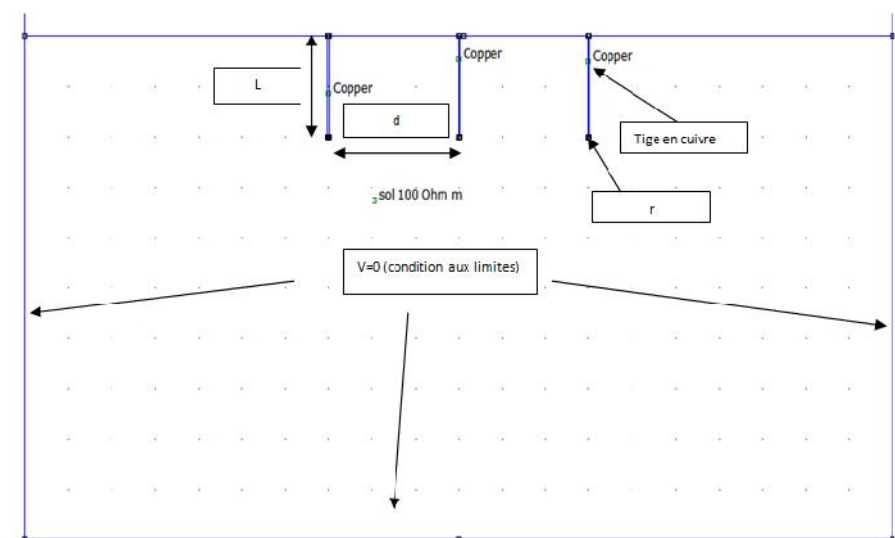 Copper
Copper
L
Copper
d
Tige en cuivre
sol 100 Ohm m
r
V=0 (condition aux limites)